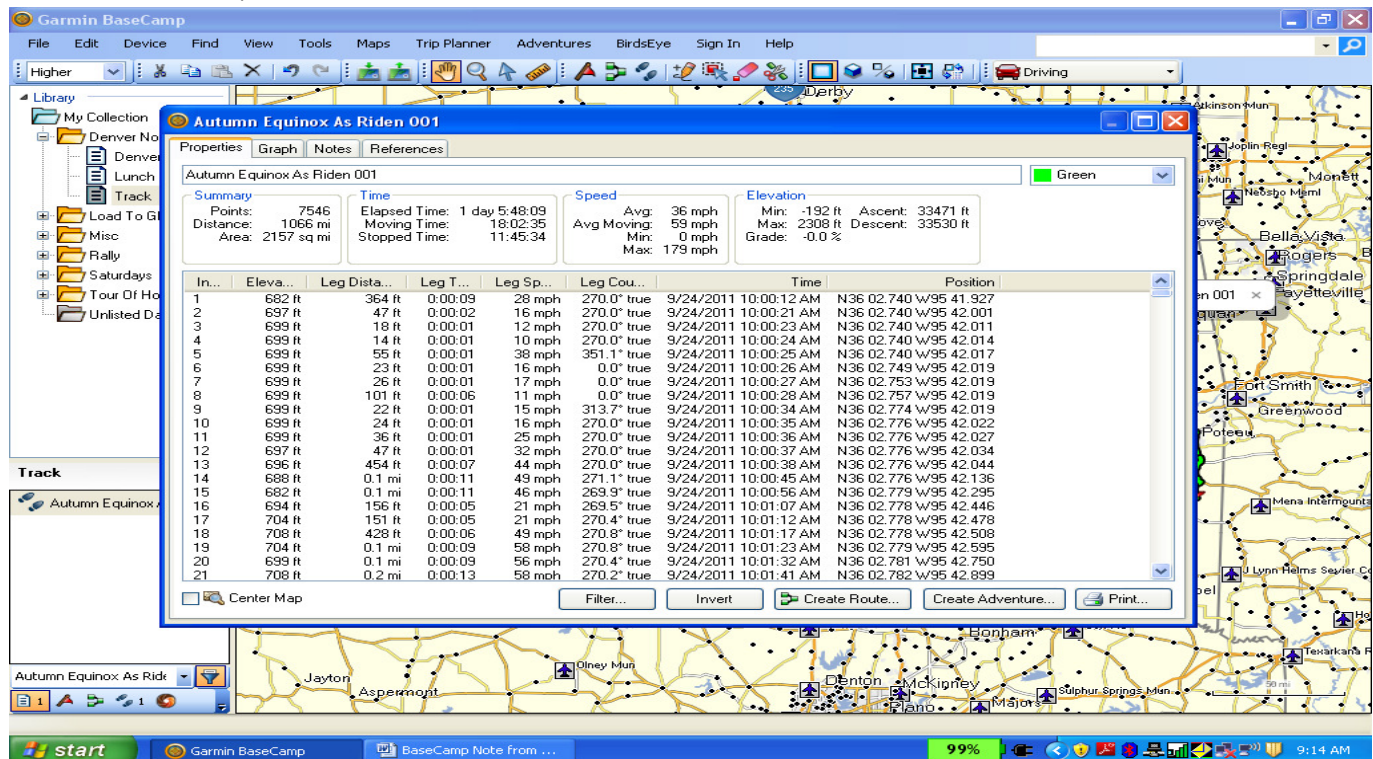 Garmin BaseCamp
File Edit Device Find View Tools Maps Trip Planner Adventures BirdsEye Sign In Help
Higher
Driving
Library
My Collection
Denver No
Denver
Lunch
Track
Load To Gl
Misc
Rally
Saturdays
Tour Of Ho
Unlisted Da
Autumn Equinox As Riden 001
Properties Graph Notes References
Autumn Equinox As Riden 001 Green
Summary Time Speed Elevation
Points: 7546 Elapsed Time: 1 day 5:48:09 Avg: 36 mph Min: -192 ft Ascent: 33471 ft
Distance: 1066 mi Moving Time: 18:02:35 Avg Moving: 59 mph Max: 2308 ft Descent: 33530 ft
Area: 2157 sq mi Stopped Time: 11:45:34 Min: 0 mph Grade: -0.0 %
Max: 179 mph
In... Eleva... Leg Dista... Leg T... Leg Sp... Leg Cou... Time Position
1 682 ft 364 ft 0:00:09 28 mph 270.0° true 9/24/2011 10:00:12 AM N36 02.740 W95 41.927
2 697 ft 47 ft 0:00:02 16 mph 270.0° true 9/24/2011 10:00:21 AM N36 02.740 W95 42.001
3 699 ft 18 ft 0:00:01 12 mph 270.0° true 9/24/2011 10:00:23 AM N36 02.740 W95 42.011
4 699 ft 14 ft 0:00:01 10 mph 270.0° true 9/24/2011 10:00:24 AM N36 02.740 W95 42.014
5 699 ft 55 ft 0:00:01 38 mph 351.1° true 9/24/2011 10:00:25 AM N36 02.740 W95 42.017
6 699 ft 23 ft 0:00:01 16 mph 0.0° true 9/24/2011 10:00:26 AM N36 02.749 W95 42.019
7 699 ft 26 ft 0:00:01 17 mph 0.0° true 9/24/2011 10:00:27 AM N36 02.753 W95 42.019
8 699 ft 101 ft 0:00:06 11 mph 0.0° true 9/24/2011 10:00:28 AM N36 02.757 W95 42.019
9 699 ft 22 ft 0:00:01 15 mph 313.7° true 9/24/2011 10:00:34 AM N36 02.774 W95 42.019
10 699 ft 24 ft 0:00:01 16 mph 270.0° true 9/24/2011 10:00:35 AM N36 02.776 W95 42.022
11 699 ft 36 ft 0:00:01 25 mph 270.0° true 9/24/2011 10:00:36 AM N36 02.776 W95 42.027
12 697 ft 47 ft 0:00:01 32 mph 270.0° true 9/24/2011 10:00:37 AM N36 02.776 W95 42.034
13 696 ft 454 ft 0:00:07 44 mph 270.0° true 9/24/2011 10:00:38 AM N36 02.776 W95 42.044
14 688 ft 0.1 mi 0:00:11 49 mph 271.1° true 9/24/2011 10:00:45 AM N36 02.776 W95 42.136
15 682 ft 0.1 mi 0:00:11 46 mph 269.9° true 9/24/2011 10:00:56 AM N36 02.779 W95 42.295
16 694 ft 156 ft 0:00:05 21 mph 269.5° true 9/24/2011 10:01:07 AM N36 02.778 W95 42.446
17 704 ft 151 ft 0:00:05 21 mph 270.4° true 9/24/2011 10:01:12 AM N36 02.778 W95 42.478
18 708 ft 428 ft 0:00:06 49 mph 270.8° true 9/24/2011 10:01:17 AM N36 02.778 W95 42.508
19 704 ft 0.1 mi 0:00:09 58 mph 270.8° true 9/24/2011 10:01:23 AM N36 02.779 W95 42.595
20 699 ft 0.1 mi 0:00:09 56 mph 270.4° true 9/24/2011 10:01:32 AM N36 02.781 W95 42.750
21 708 ft 0.2 mi 0:00:13 58 mph 270.2° true 9/24/2011 10:01:41 AM N36 02.782 W95 42.899
Center Map Filter... Invert Create Route... Create Adventure... Print...
235 Derby
Atkinson Mun
Joplin Regl
Monett
Neosho Meml
Bella Vista
Rogers
Springdale
en 001
ayetteville
Fort Smith
Greenwood
Poteau
Mena Intermounta
J Lynn Helms Sevier Co
Bonham
Texarkana R
Olney Mun
Jayton
Aspermont
Denton
McKinney
Sulphur Springs Mun
Plano
Majors
50 mi
Track
Autumn Equinox A
Autumn Equinox As Ride
1 1
start Garmin BaseCamp BaseCamp Note from ... 99% 9:14 AM